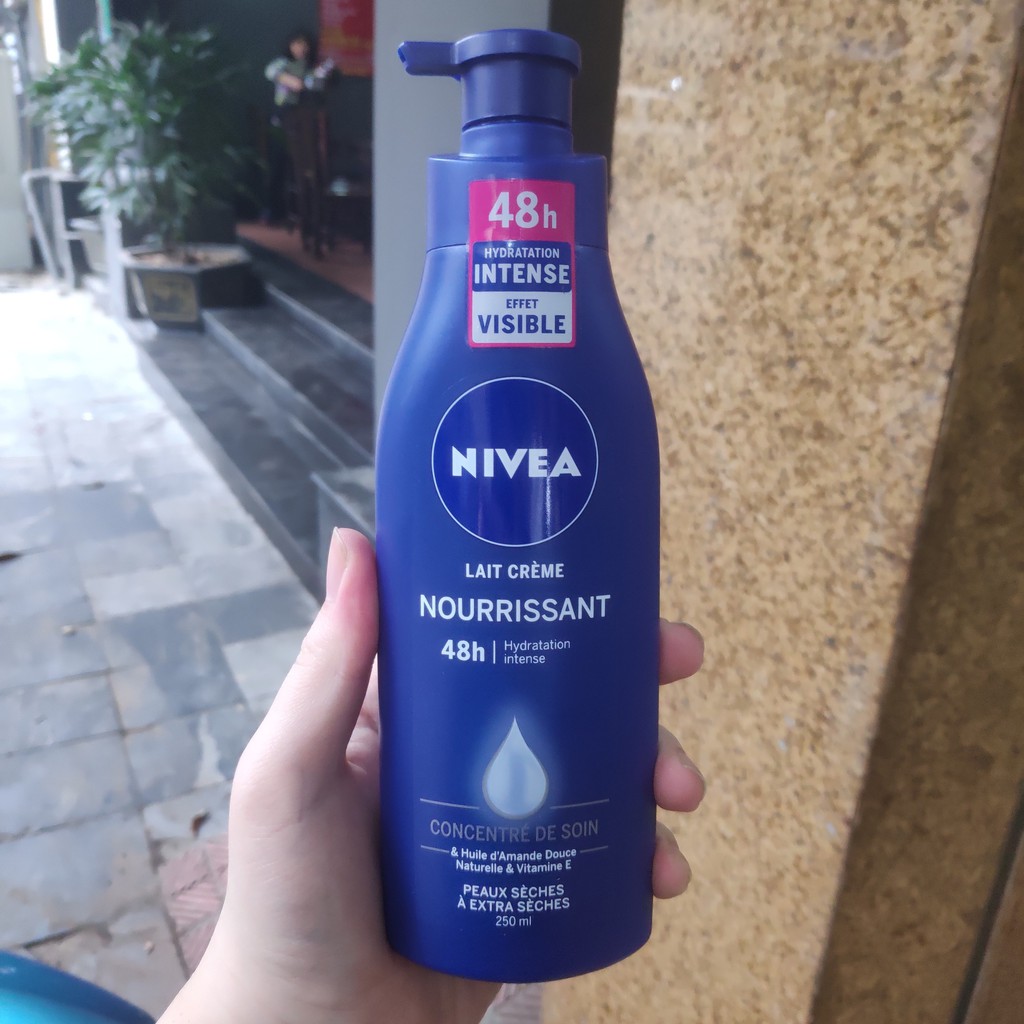 48h
HYDRATATION
INTENSE
EFFET
VISIBLE
NIVEA
LAIT CRÈME
NOURRISSANT
48h | Hydratation
intense
CONCENTRÉ DE SOIN
& Huile d'Amande Douce
Naturelle & Vitamine E
PEAUX SÈCHES
À EXTRA SÈCHES
250 ml